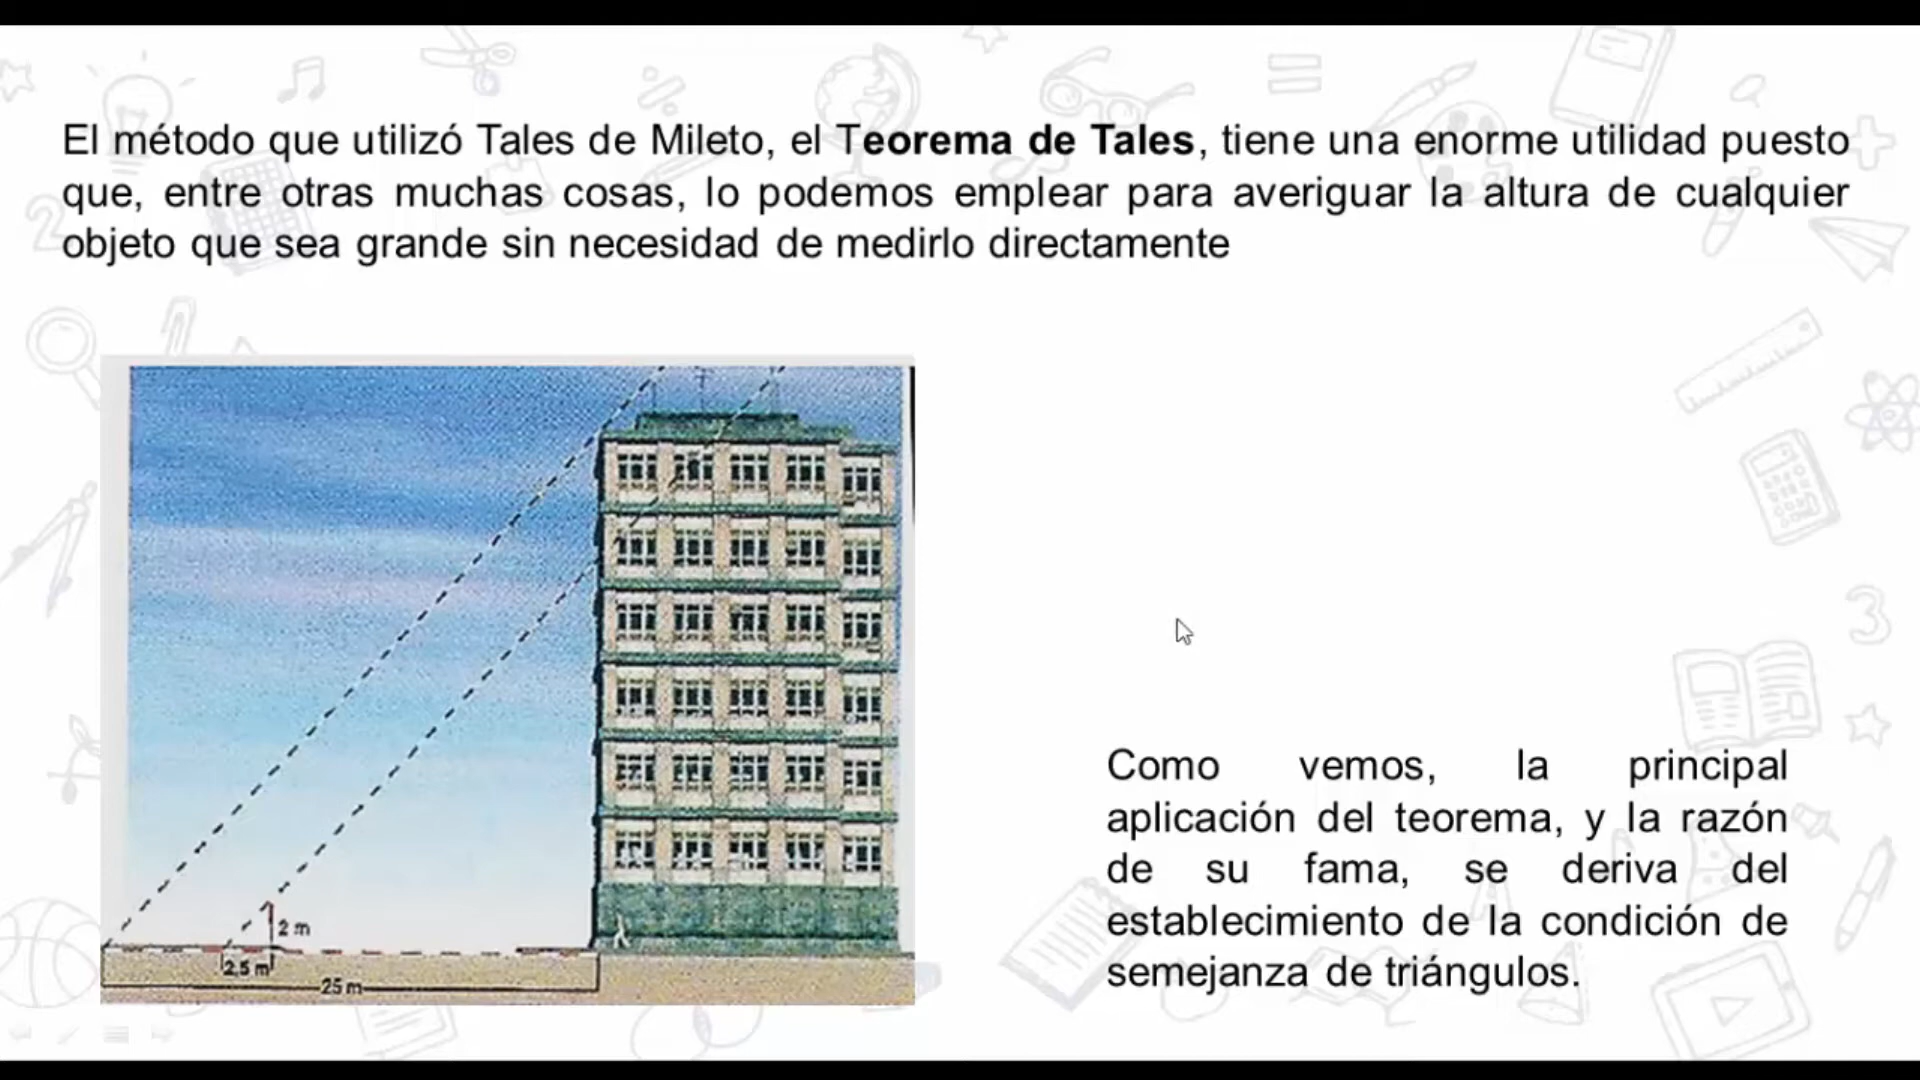 El método que utilizó Tales de Mileto, el Teorema de Tales, tiene una enorme utilidad puesto
que, entre otras muchas cosas, lo podemos emplear para averiguar la altura de cualquier
objeto que sea grande sin necesidad de medirlo directamente
2 m
2,5 m
25 m
Como vemos, la principal
aplicación del teorema, y la razón
de su fama, se deriva del
establecimiento de la condición de
semejanza de triángulos.
2
3